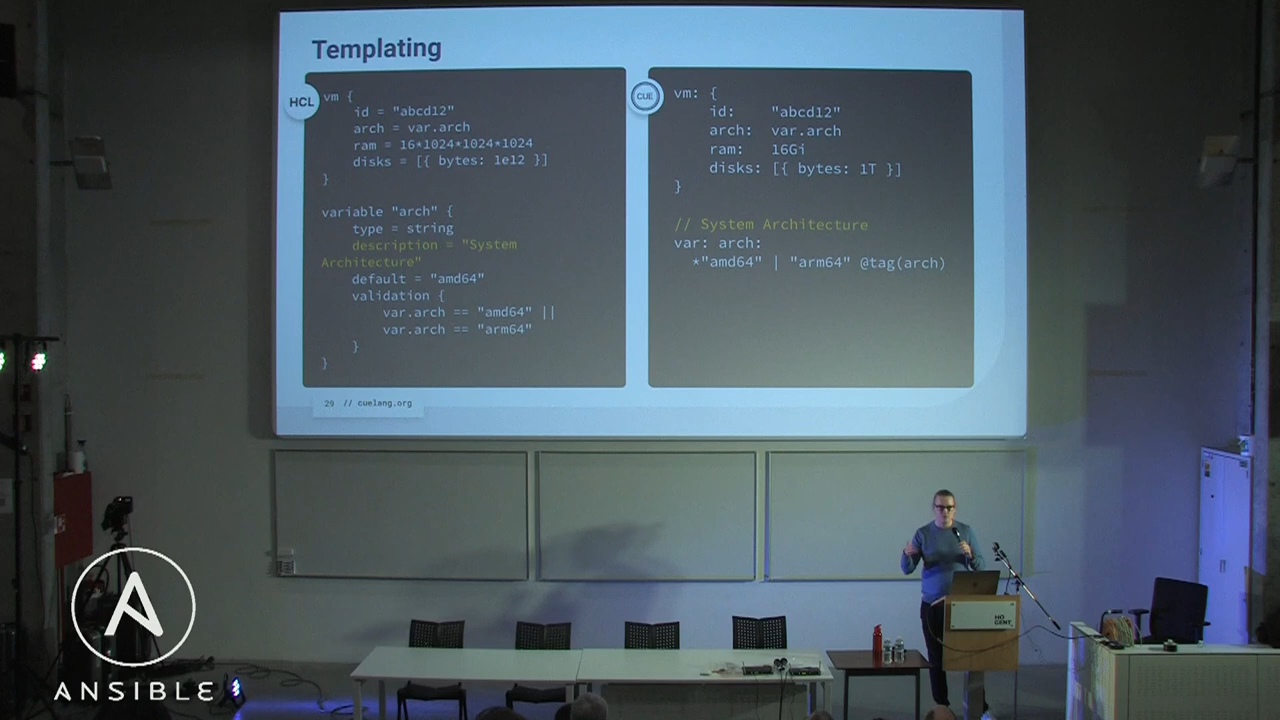 Templating
HCL
vm {
id = "abcd12"
arch = var.arch
ram = 16*1024*1024*1024
disks = [{ bytes: 1e12 }]
}
variable "arch" {
type = string
description = "System
Architecture"
default = "amd64"
validation {
var.arch == "amd64" ||
var.arch == "arm64"
}
}
CUE
vm: {
id: "abcd12"
arch: var.arch
ram: 16Gi
disks: [{ bytes: 1T }]
}
// System Architecture
var: arch:
*"amd64" | "arm64" @tag(arch)
29 // cuelang.org
HO
GENT
ANSIBLE